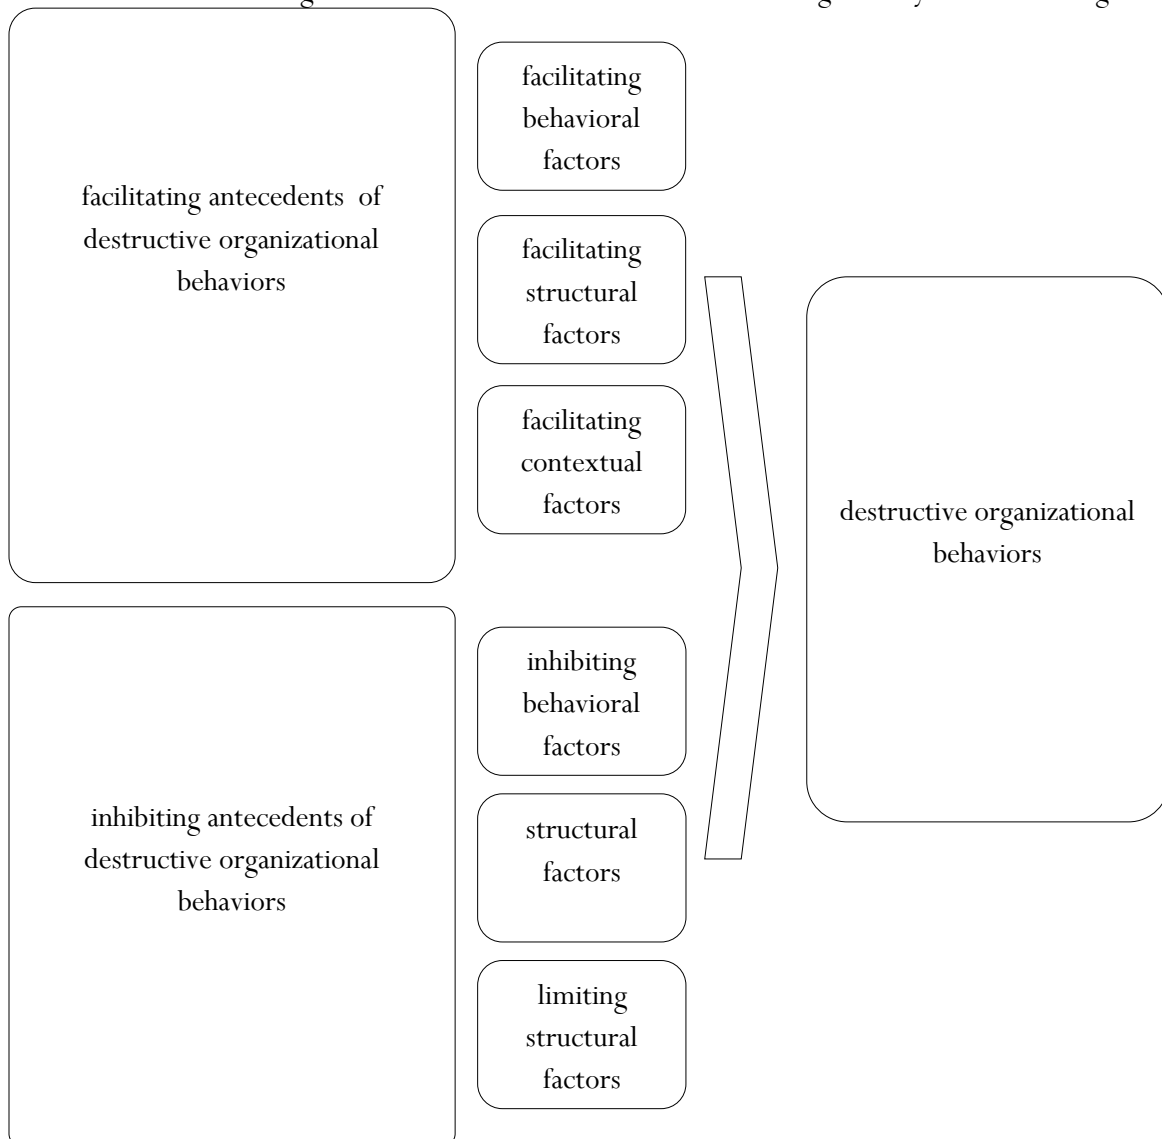 facilitating antecedents of
destructive organizational
behaviors
facilitating
behavioral
factors
facilitating
structural
factors
facilitating
contextual
factors
destructive organizational
behaviors
inhibiting antecedents of
destructive organizational
behaviors
inhibiting
behavioral
factors
structural
factors
limiting
structural
factors